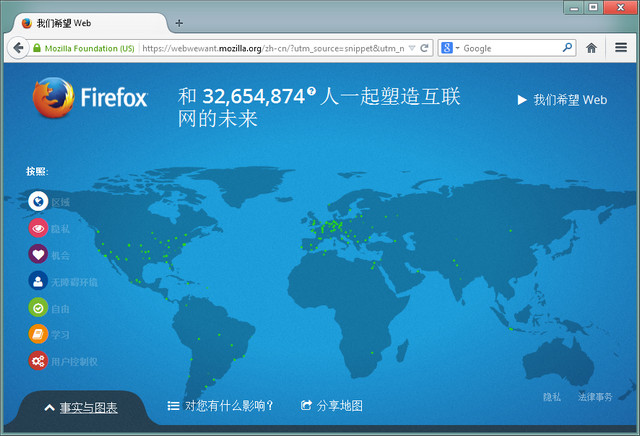 我们希望 Web
Mozilla Foundation (US)
https://webwewant.mozilla.org/zh-cn/?utm_source=snippet&utm_n
Google
Firefox
和 32,654,874 人一起塑造互联
网的未来
我们希望 Web
按照:
区域
隐私
机会
无障碍环境
自由
学习
用户控制权
隐私
法律事务
事实与图表
对您有什么影响?
分享地图